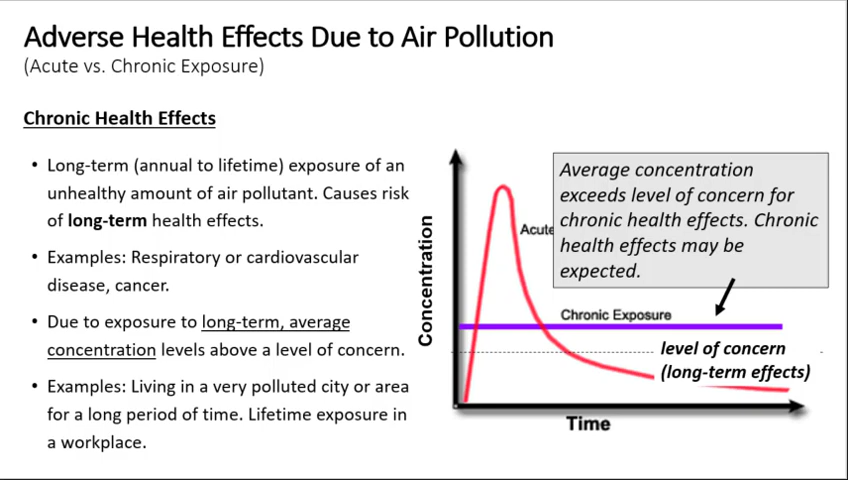 Adverse Health Effects Due to Air Pollution
(Acute vs. Chronic Exposure)
Chronic Health Effects
• Long-term (annual to lifetime) exposure of an
unhealthy amount of air pollutant. Causes risk
of long-term health effects.
• Examples: Respiratory or cardiovascular
disease, cancer.
• Due to exposure to long-term, average
concentration levels above a level of concern.
• Examples: Living in a very polluted city or area
for a long period of time. Lifetime exposure in
a workplace.
Concentration
Average concentration
exceeds level of concern for
chronic health effects. Chronic
health effects may be
expected.
Acute
Chronic Exposure
level of concern
(long-term effects)
Time